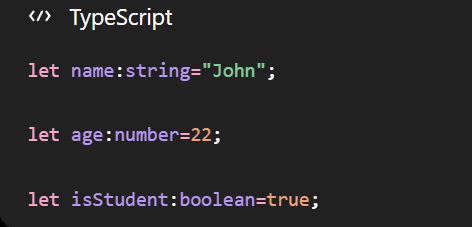 </> TypeScript
let name:string="John";
let age:number=22;
let isStudent:boolean=true;